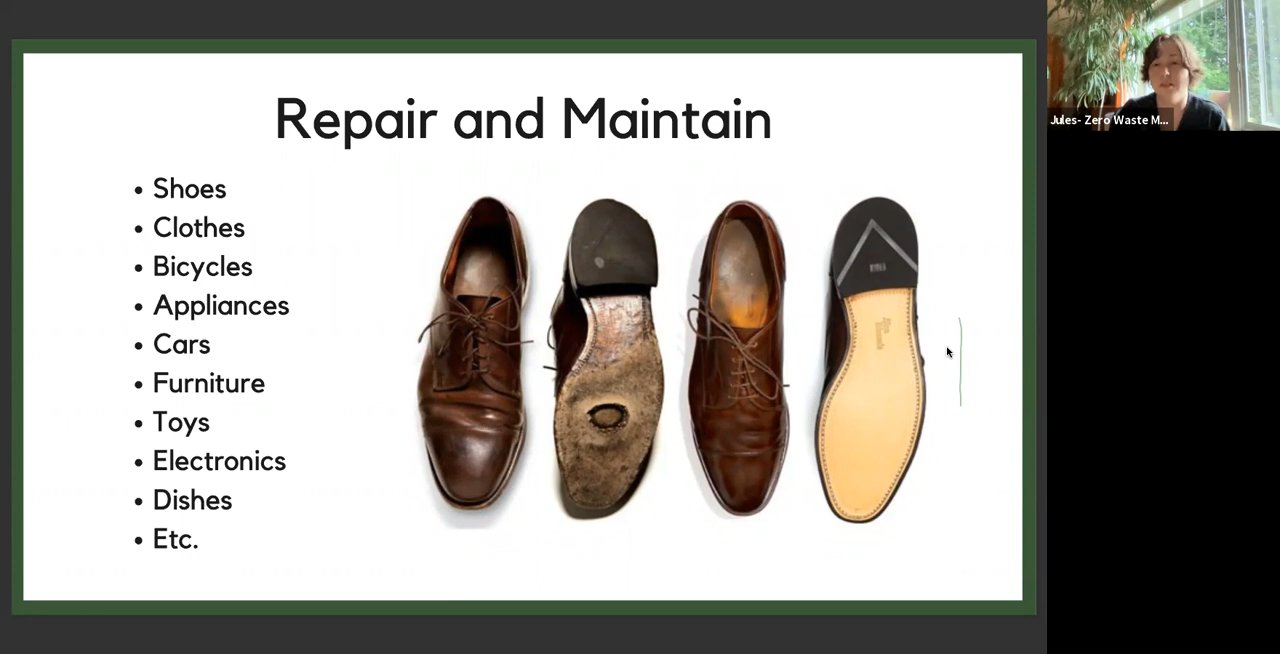 Repair and Maintain
• Shoes
• Clothes
• Bicycles
• Appliances
• Cars
• Furniture
• Toys
• Electronics
• Dishes
• Etc.
Jules- Zero Waste M...